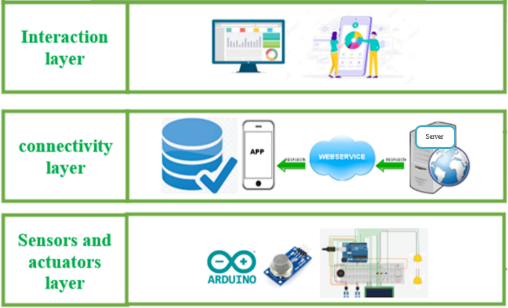 Interaction
layer
connectivity
layer
APP
WEBSERVICE
Server
Sensors and
actuators
layer
ARDUINO